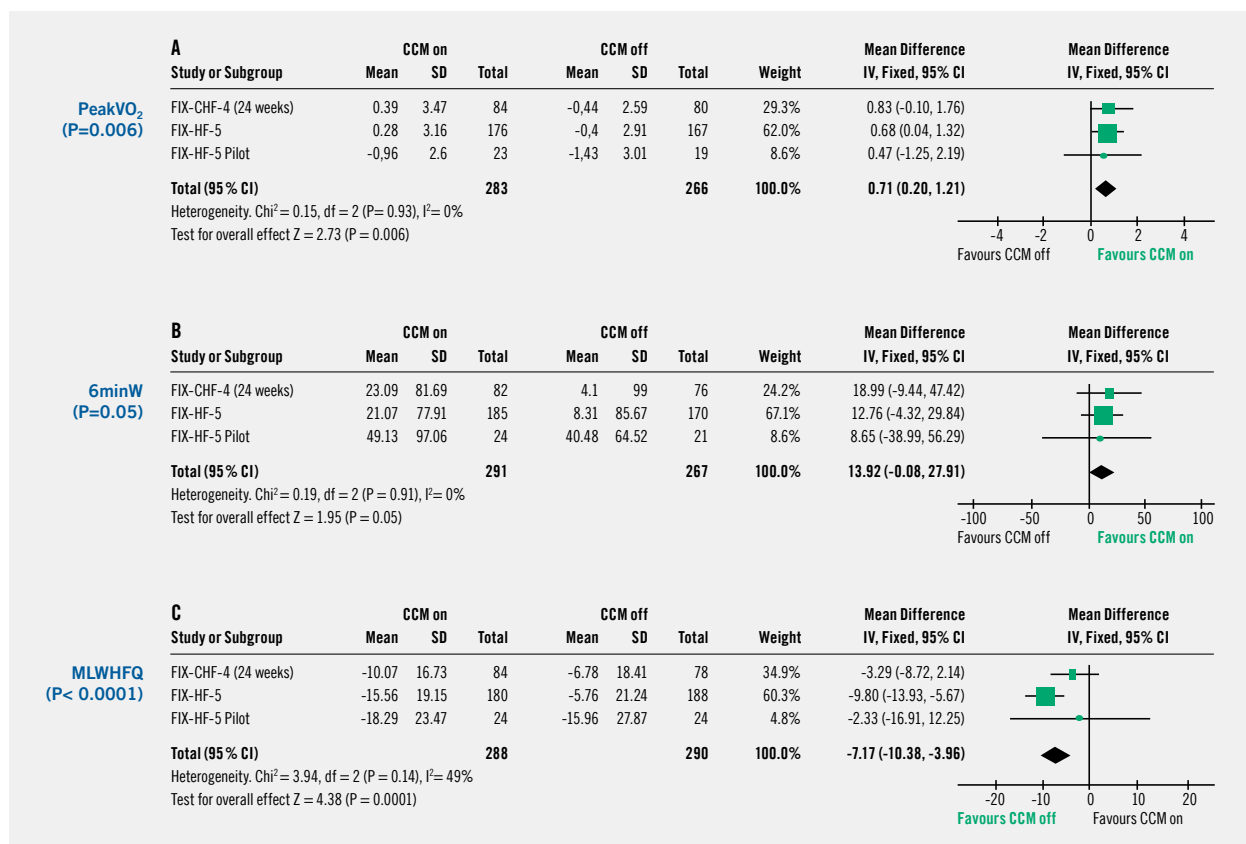 A CCM on CCM off Mean Difference Mean Difference
Study or Subgroup Mean SD Total Mean SD Total Weight IV, Fixed, 95% CI IV, Fixed, 95% CI
PeakVO₂
(P=0.006)
FIX-CHF-4 (24 weeks) 0.39 3.47 84 -0,44 2.59 80 29.3% 0.83 (-0.10, 1.76)
FIX-HF-5 0.28 3.16 176 -0,4 2.91 167 62.0% 0.68 (0.04, 1.32)
FIX-HF-5 Pilot -0,96 2.6 23 -1,43 3.01 19 8.6% 0.47 (-1.25, 2.19)
Total (95 % CI) 283 266 100.0% 0.71 (0.20, 1.21)
Heterogeneity. Chi² = 0.15, df = 2 (P= 0.93), I²= 0%
Test for overall effect Z = 2.73 (P = 0.006)
-4 -2 0 2 4
Favours CCM off Favours CCM on
B CCM on CCM off Mean Difference Mean Difference
Study or Subgroup Mean SD Total Mean SD Total Weight IV, Fixed, 95% CI IV, Fixed, 95% CI
6minW
(P=0.05)
FIX-CHF-4 (24 weeks) 23.09 81.69 82 4.1 99 76 24.2% 18.99 (-9.44, 47.42)
FIX-HF-5 21.07 77.91 185 8.31 85.67 170 67.1% 12.76 (-4.32, 29.84)
FIX-HF-5 Pilot 49.13 97.06 24 40.48 64.52 21 8.6% 8.65 (-38.99, 56.29)
Total (95 % CI) 291 267 100.0% 13.92 (-0.08, 27.91)
Heterogeneity. Chi² = 0.19, df = 2 (P = 0.91), I²= 0%
Test for overall effect Z = 1.95 (P = 0.05)
-100 -50 0 50 100
Favours CCM off Favours CCM on
C CCM on CCM off Mean Difference Mean Difference
Study or Subgroup Mean SD Total Mean SD Total Weight IV, Fixed, 95% CI IV, Fixed, 95% CI
MLWHFQ
(P< 0.0001)
FIX-CHF-4 (24 weeks) -10.07 16.73 84 -6.78 18.41 78 34.9% -3.29 (-8.72, 2.14)
FIX-HF-5 -15.56 19.15 180 -5.76 21.24 188 60.3% -9.80 (-13.93, -5.67)
FIX-HF-5 Pilot -18.29 23.47 24 -15.96 27.87 24 4.8% -2.33 (-16.91, 12.25)
Total (95 % CI) 288 290 100.0% -7.17 (-10.38, -3.96)
Heterogeneity. Chi² = 3.94, df = 2 (P = 0.14), I²= 49%
Test for overall effect Z = 4.38 (P = 0.0001)
-20 -10 0 10 20
Favours CCM off Favours CCM on